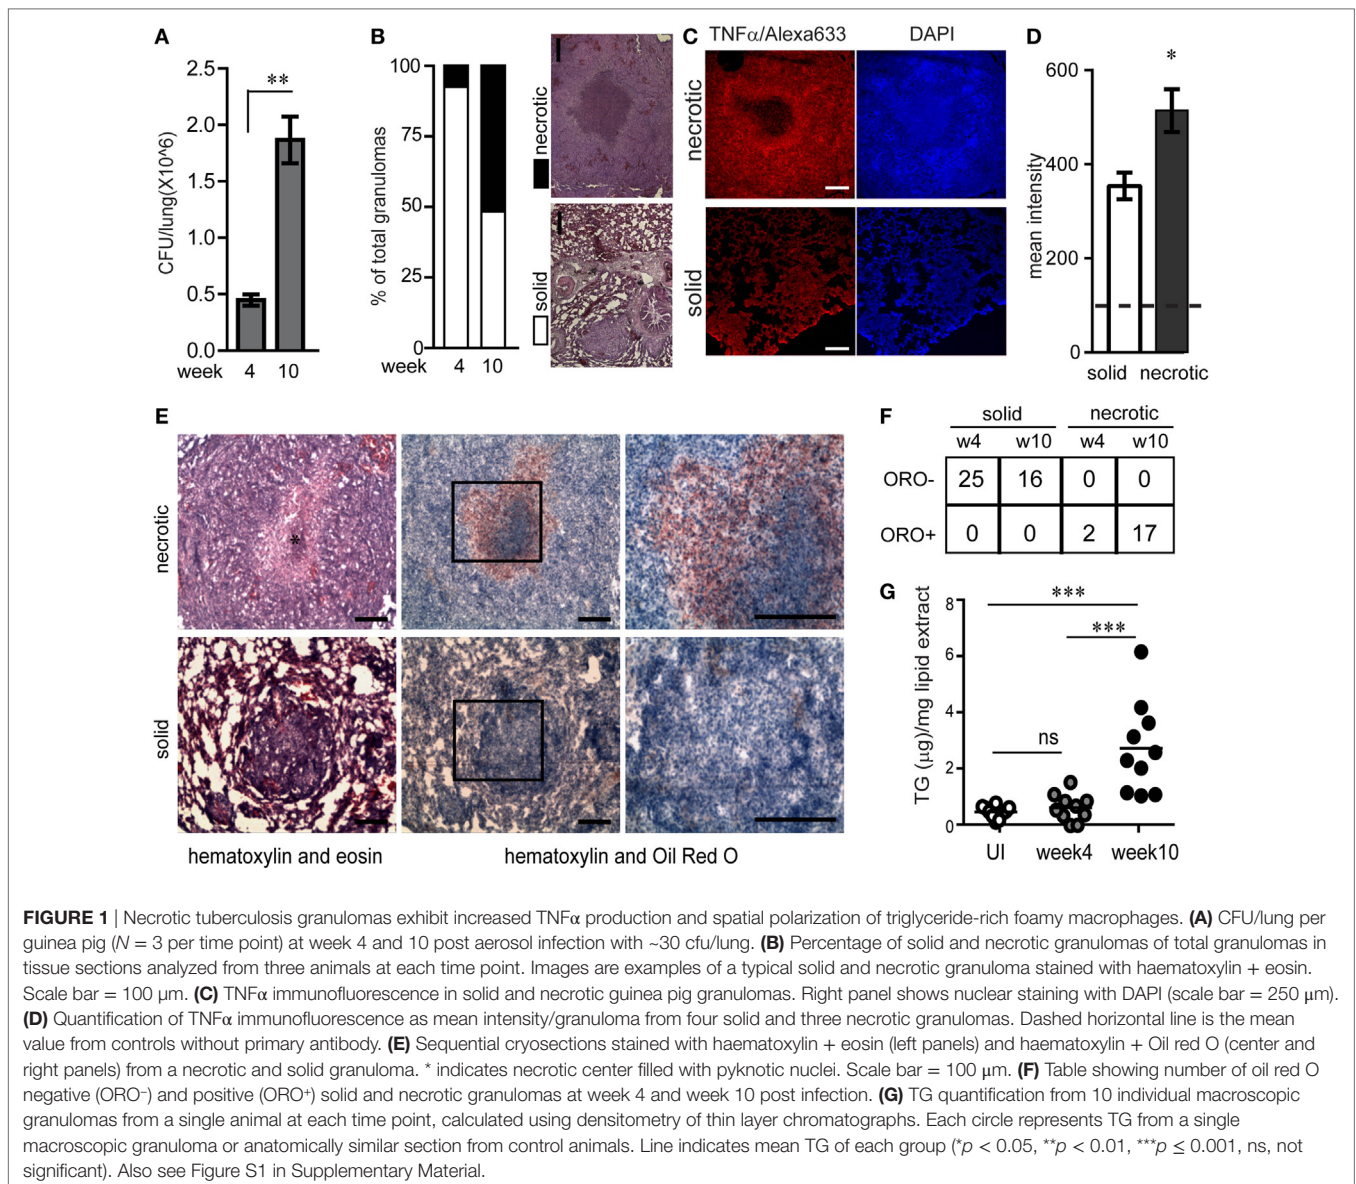 A
CFU/lung(X10^6)
2.5
2.0
1.5
1.0
0.5
0.0
**
week 4 10
B
% of total granulomas
100
75
50
25
0
week 4 10
necrotic
solid
C
TNFα/Alexa633 DAPI
necrotic
solid
D
mean intensity
600
400
200
0
*
solid necrotic
E
necrotic
*
solid
hematoxylin and eosin
hematoxylin and Oil Red O
F
solid necrotic
w4 w10 w4 w10
ORO- 25 16 0 0
ORO+ 0 0 2 17
G
TG (μg)/mg lipid extract
8
6
4
2
0
***
***
ns
UI week4 week10
FIGURE 1 | Necrotic tuberculosis granulomas exhibit increased TNFα production and spatial polarization of triglyceride-rich foamy macrophages. (A) CFU/lung per
guinea pig (N = 3 per time point) at week 4 and 10 post aerosol infection with ~30 cfu/lung. (B) Percentage of solid and necrotic granulomas of total granulomas in
tissue sections analyzed from three animals at each time point. Images are examples of a typical solid and necrotic granuloma stained with haematoxylin + eosin.
Scale bar = 100 μm. (C) TNFα immunofluorescence in solid and necrotic guinea pig granulomas. Right panel shows nuclear staining with DAPI (scale bar = 250 μm).
(D) Quantification of TNFα immunofluorescence as mean intensity/granuloma from four solid and three necrotic granulomas. Dashed horizontal line is the mean
value from controls without primary antibody. (E) Sequential cryosections stained with haematoxylin + eosin (left panels) and haematoxylin + Oil red O (center and
right panels) from a necrotic and solid granuloma. * indicates necrotic center filled with pyknotic nuclei. Scale bar = 100 μm. (F) Table showing number of oil red O
negative (ORO⁻) and positive (ORO⁺) solid and necrotic granulomas at week 4 and week 10 post infection. (G) TG quantification from 10 individual macroscopic
granulomas from a single animal at each time point, calculated using densitometry of thin layer chromatographs. Each circle represents TG from a single
macroscopic granuloma or anatomically similar section from control animals. Line indicates mean TG of each group (*p < 0.05, **p < 0.01, ***p ≤ 0.001, ns, not
significant). Also see Figure S1 in Supplementary Material.